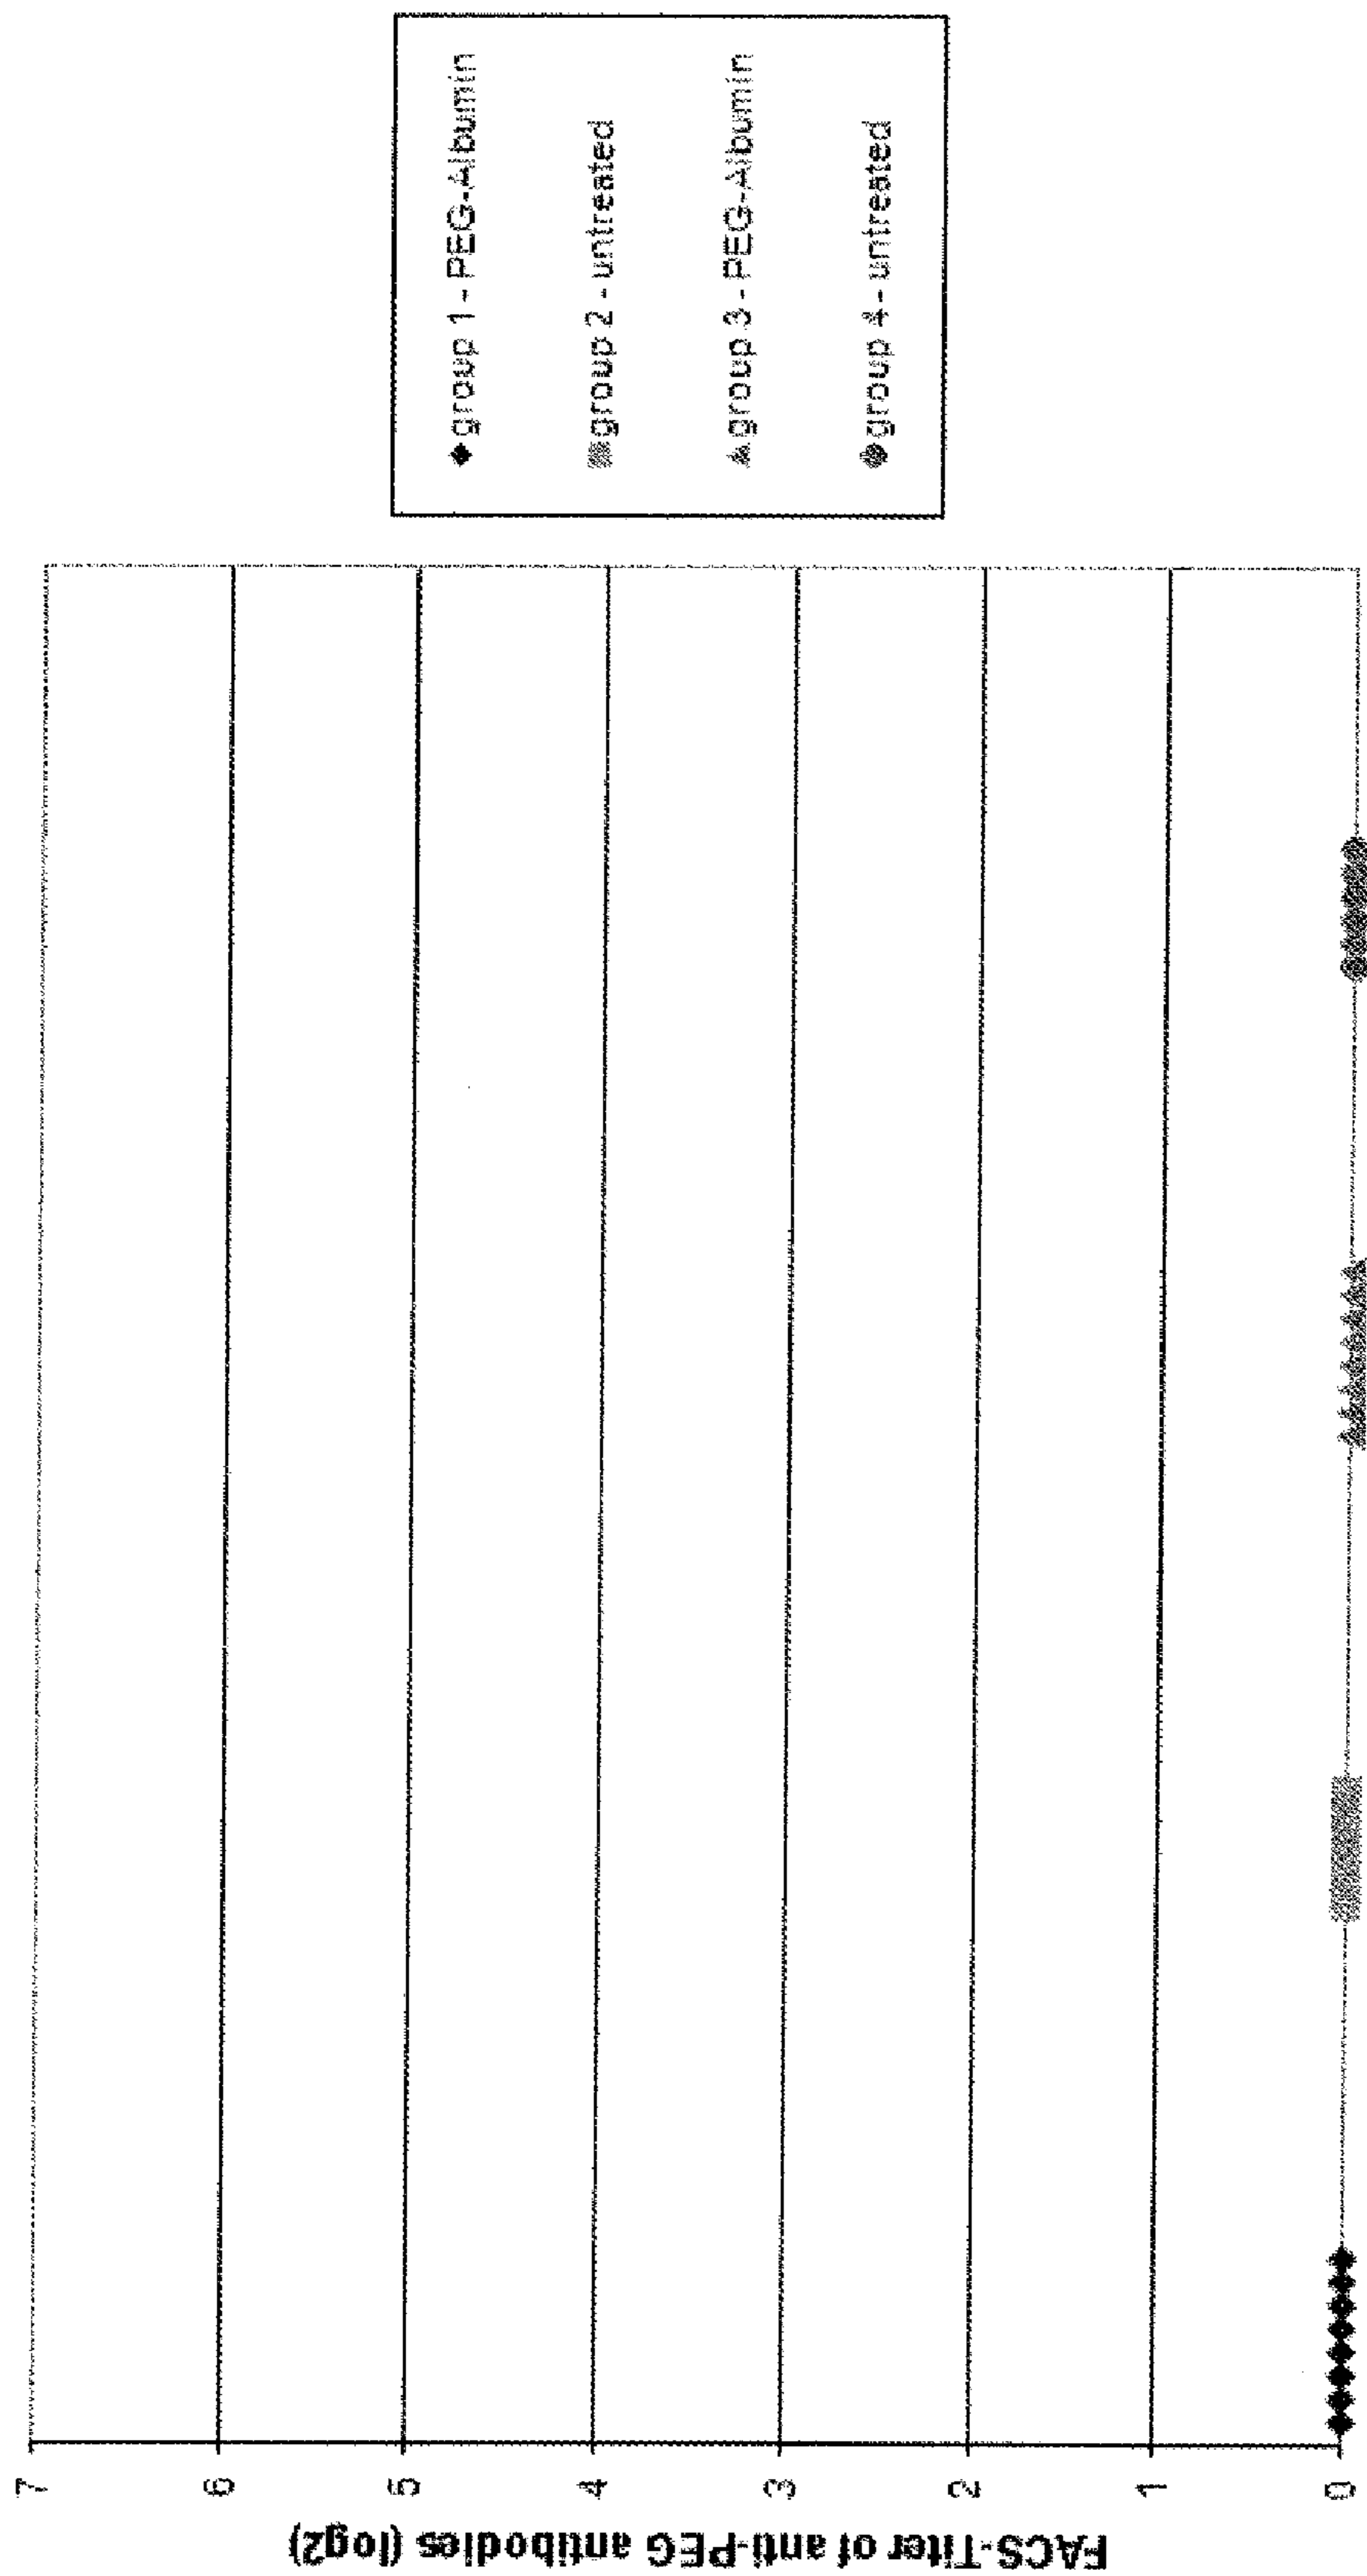 FACS-Titer of anti-PEG antibodies (log2)
7
6
5
4
3
2
1
0
group 1 - PEG-Albumin
group 2 - untreated
group 3 - PEG-Albumin
group 4 - untreated